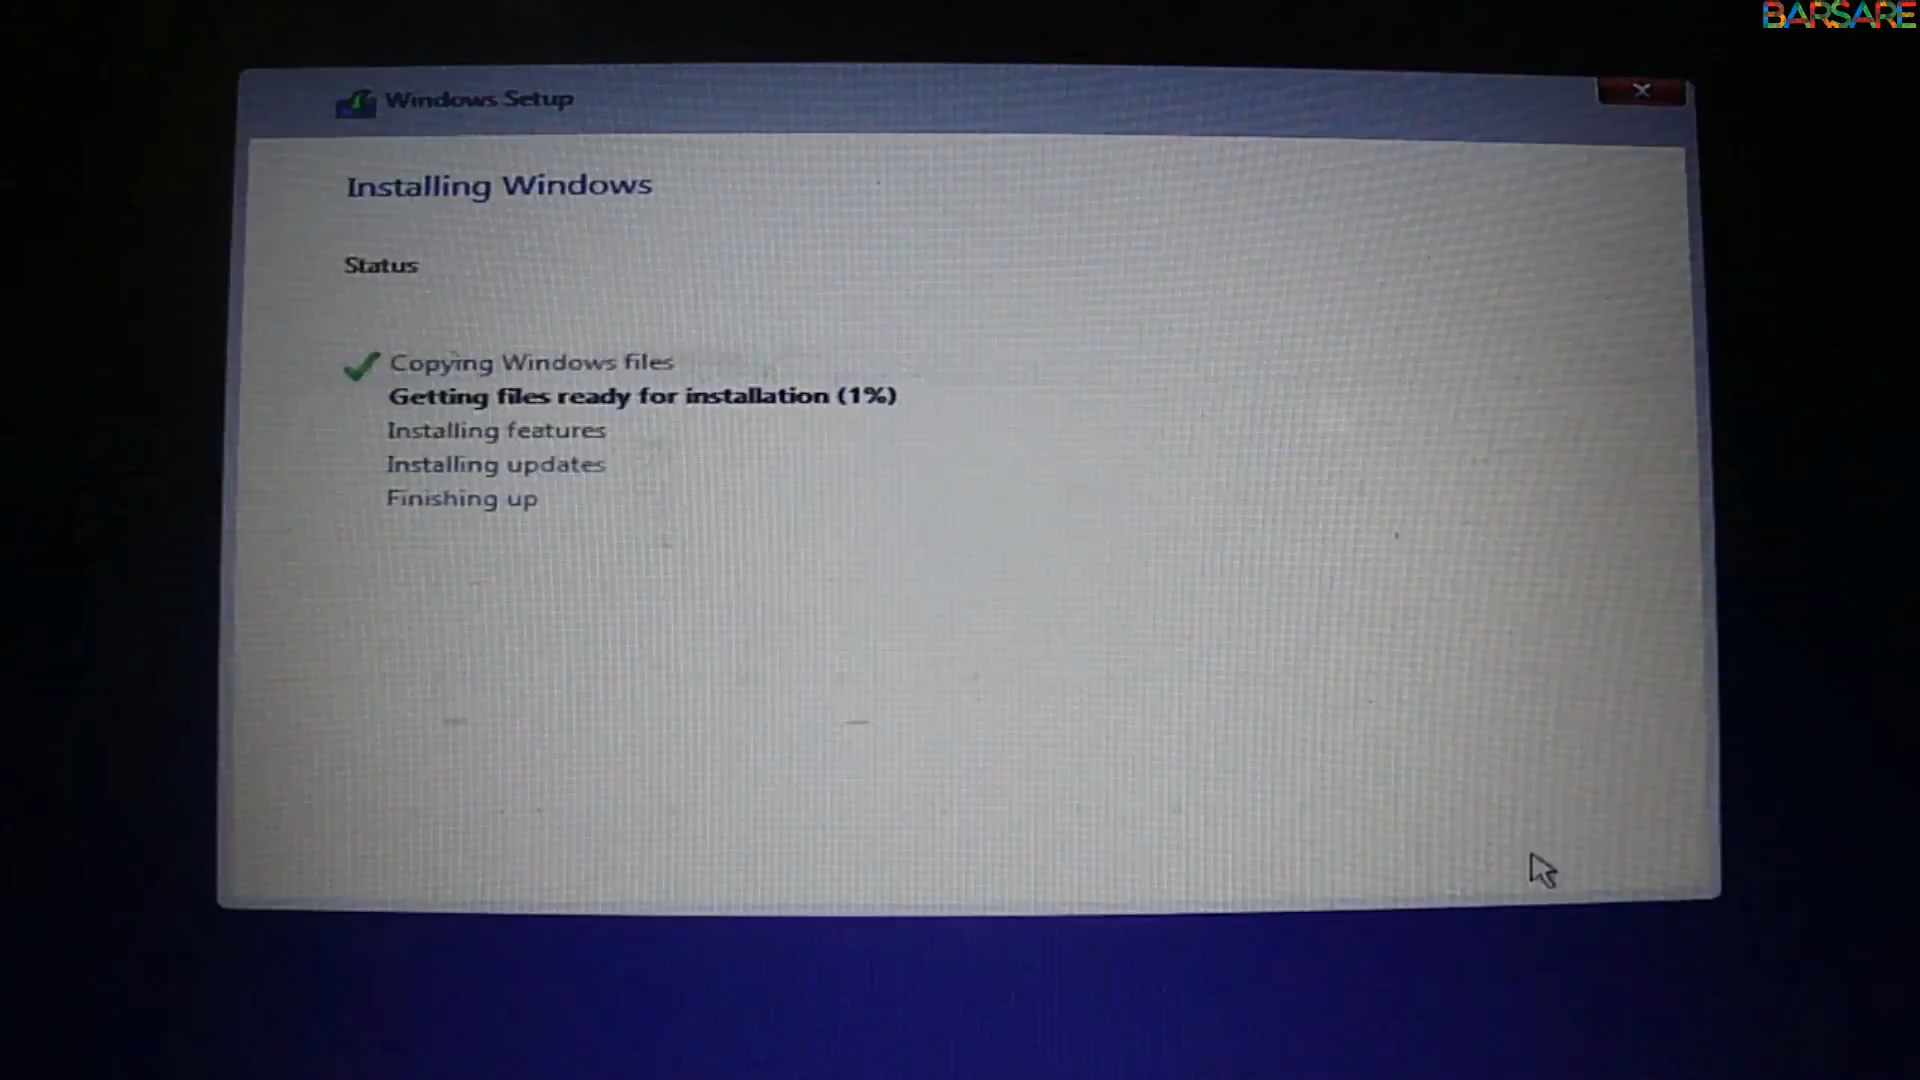 BARSARE
Windows Setup
Installing Windows
Status
Copying Windows files
Getting files ready for installation (1%)
Installing features
Installing updates
Finishing up